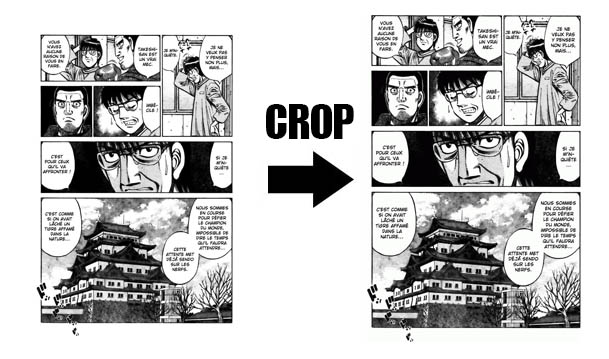 JE NE
VEUX PAS
Y PENSER
NON PLUS,
MAIS...
JE M'IN-
QUIÈTE.
TAKESHI-
SAN EST
UN VRAI
MEC.
VOUS
N'AVEZ
AUCUNE
RAISON DE
VOUS EN
FAIRE.
IMBÉ-
CILE !
SI JE
M'IN-
QUIÈTE
...
C'EST
POUR CEUX
QU'IL VA
AFFRONTER !
NOUS SOMMES
EN COURSE
POUR DÉFIER
LE CHAMPION
DU MONDE,
IMPOSSIBLE DE
DIRE LE TEMPS
QU'IL FAUDRA
ATTENDRE...
CETTE
ATTENTE MET
DÉJÀ SENDO
SUR LES
NERFS.
C'EST COMME
SI ON AVAIT
LÂCHÉ UN
TIGRE AFFAMÉ
DANS LA
NATURE...
CROP
JE NE
VEUX PAS
Y PENSER
NON PLUS,
MAIS...
JE M'IN-
QUIÈTE.
TAKESHI-
SAN EST
UN VRAI
MEC.
VOUS
N'AVEZ
AUCUNE
RAISON DE
VOUS EN
FAIRE.
IMBÉ-
CILE !
SI JE
M'IN-
QUIÈTE
...
C'EST
POUR CEUX
QU'IL VA
AFFRONTER !
NOUS SOMMES
EN COURSE
POUR DÉFIER
LE CHAMPION
DU MONDE,
IMPOSSIBLE DE
DIRE LE TEMPS
QU'IL FAUDRA
ATTENDRE...
CETTE
ATTENTE MET
DÉJÀ SENDO
SUR LES
NERFS.
C'EST COMME
SI ON AVAIT
LÂCHÉ UN
TIGRE AFFAMÉ
DANS LA
NATURE...